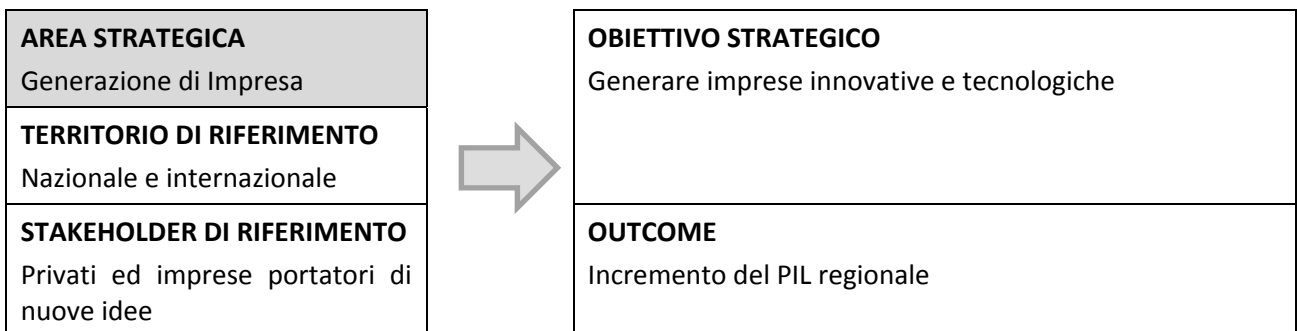 AREA STRATEGICA
Generazione di Impresa
TERRITORIO DI RIFERIMENTO
Nazionale e internazionale
STAKEHOLDER DI RIFERIMENTO
Privati ed imprese portatori di
nuove idee
OBIETTIVO STRATEGICO
Generare imprese innovative e tecnologiche
OUTCOME
Incremento del PIL regionale